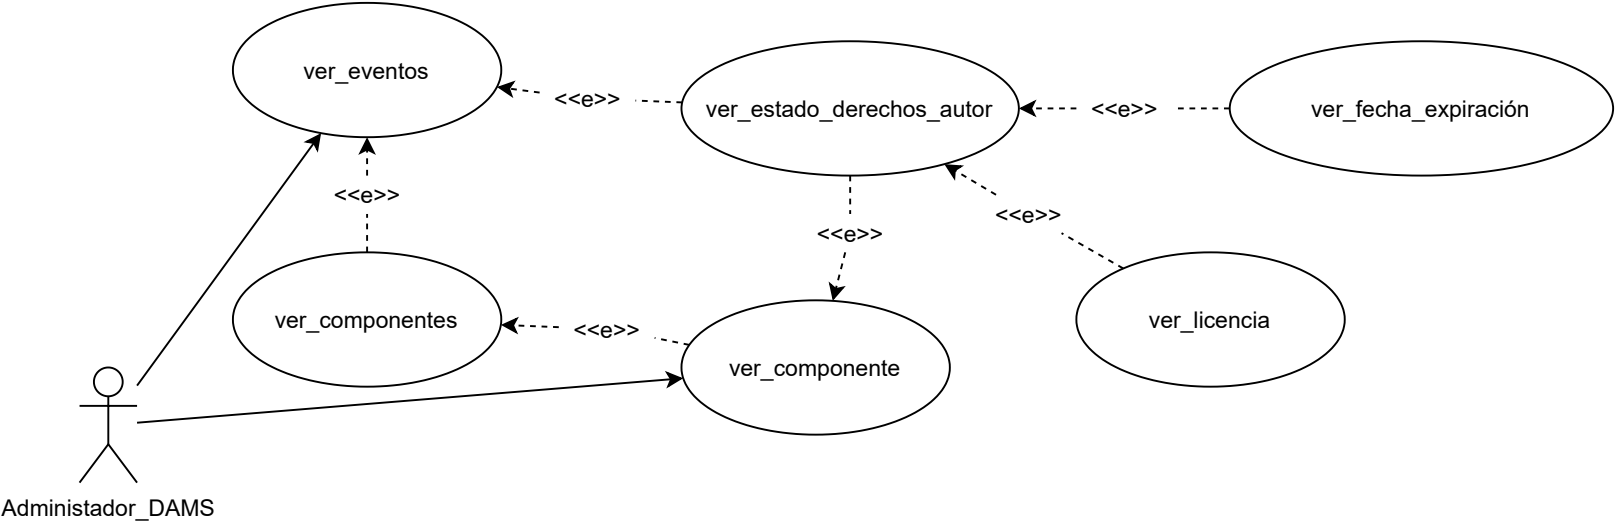 ver_eventos
<<e>>
ver_estado_derechos_autor
<<e>>
ver_fecha_expiración
<<e>>
<<e>>
<<e>>
ver_componentes
<<e>>
ver_componente
ver_licencia
Administador_DAMS